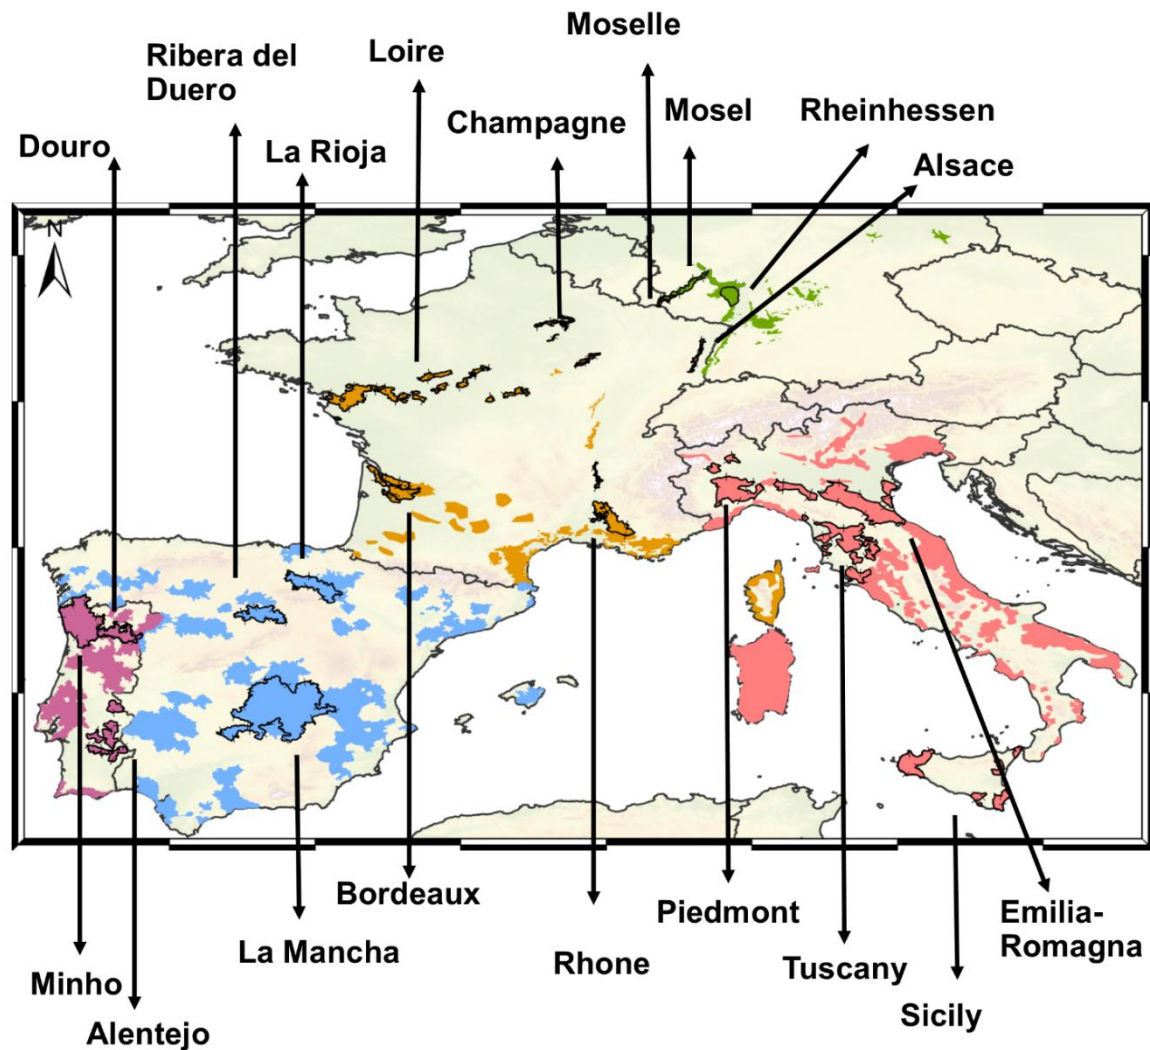 Moselle
Ribera del
Duero
Loire
Champagne
Mosel
Rheinhessen
Douro
La Rioja
Alsace
N
Bordeaux
Piedmont
Emilia-
Romagna
La Mancha
Rhone
Tuscany
Minho
Sicily
Alentejo